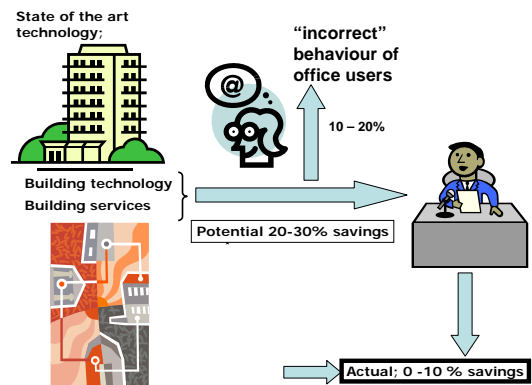 State of the art
technology;
@
“incorrect”
behaviour of
office users
10 – 20%
Building technology
Building services
Potential 20-30% savings
Actual; 0 -10 % savings